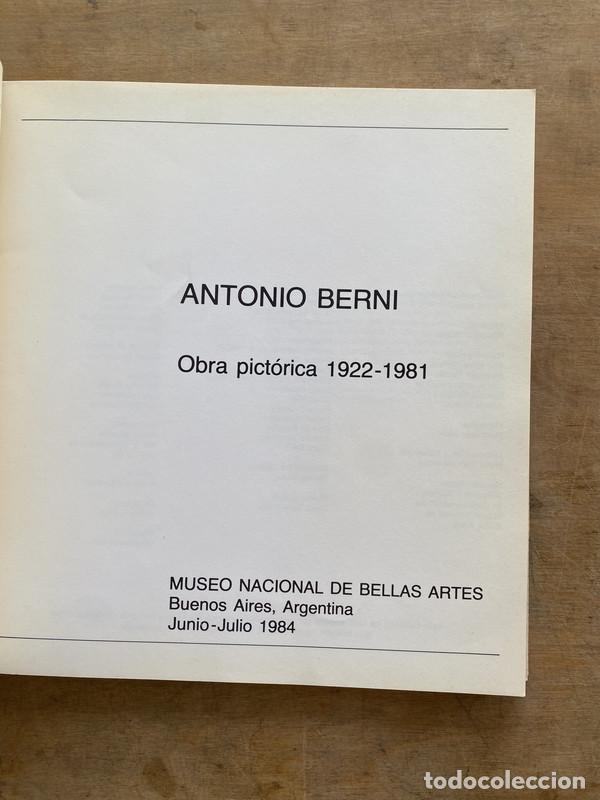 ANTONIO BERNI
Obra pictórica 1922-1981
MUSEO NACIONAL DE BELLAS ARTES
Buenos Aires, Argentina
Junio-Julio 1984
todocoleccion